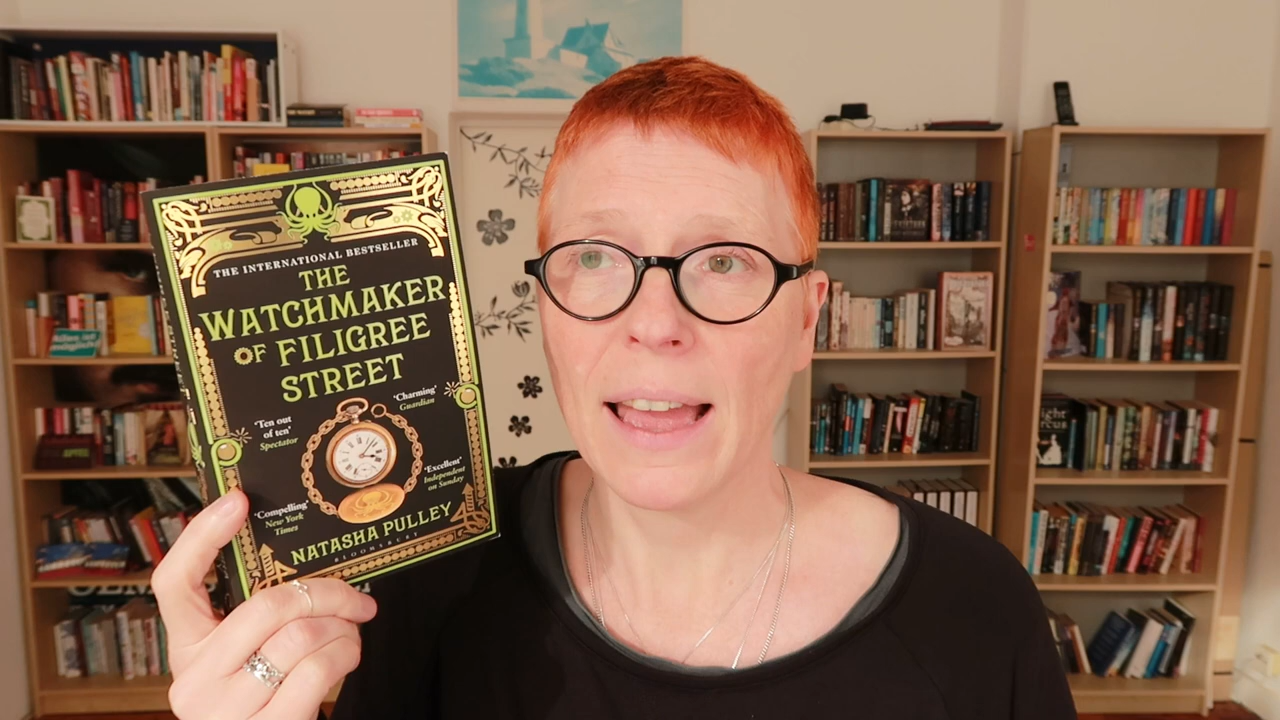 THE INTERNATIONAL BESTSELLER
THE
WATCHMAKER
OF FILIGREE
STREET
'Ten out
of ten'
Spectator
'Charming'
Guardian
'Compelling'
New York
Times
'Excellent'
Independent
on Sunday
NATASHA PULLEY
BLOOMSBURY